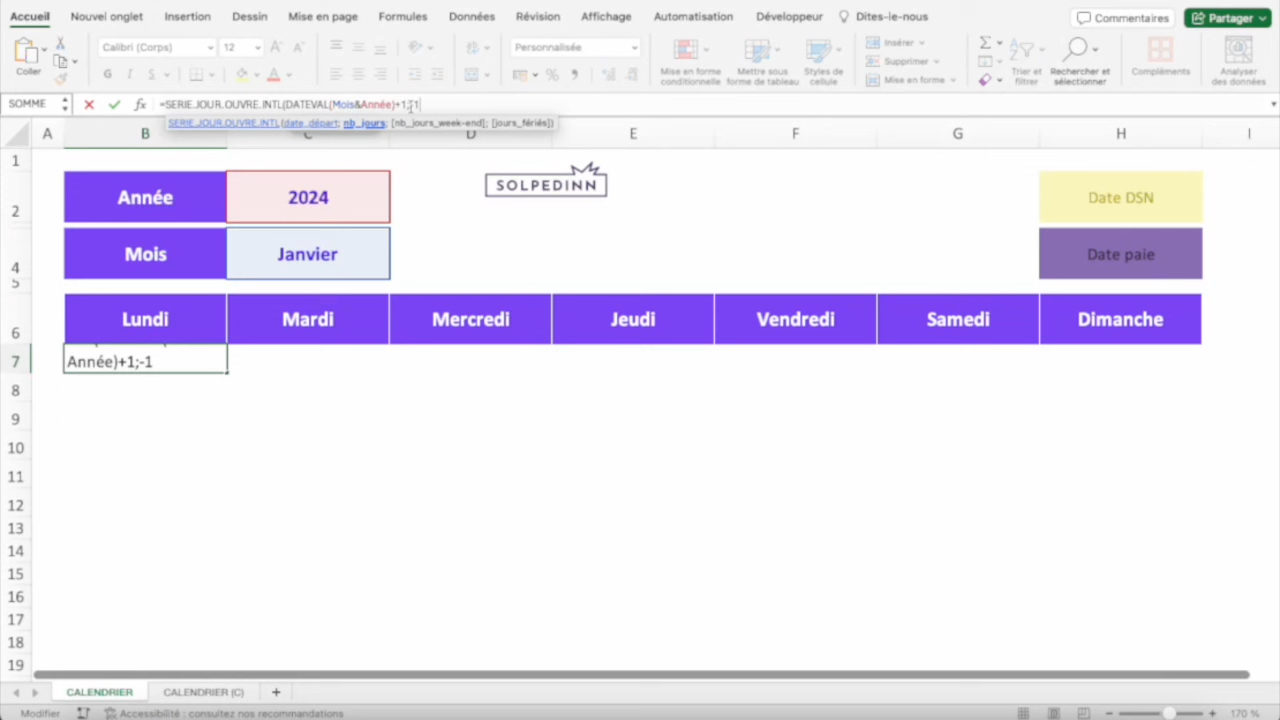 Accueil Nouvel onglet Insertion Dessin Mise en page Formules Données Révision Affichage Automatisation Développeur Dites-le-nous Commentaires Partager
Coller Calibri (Corps) 12 A A Personnalisée Mise en forme conditionnelle Mettre sous forme de tableau Styles de cellule Insérer Supprimer Mise en forme Trier et filtrer Rechercher et sélectionner Compléments Analyser des données
G I S A % 
SOMME fx =SERIE.JOUR.OUVRE.INTL(DATEVAL(Mois&Année)+1;-1
SERIE.JOUR.OUVRE.INTL(date_départ; nb_jours; [nb_jours_week-end]; [jours_fériés])
A B C D E F G H I
1 SOLPEDINN
2 Année 2024 Date DSN
4 Mois Janvier Date paie
5
6 Lundi Mardi Mercredi Jeudi Vendredi Samedi Dimanche
7 Année)+1;-1
8
9
10
11
12
13
14
15
16
17
18
19
CALENDRIER CALENDRIER (C) +
Modifier Accessibilité : consultez nos recommandations 170 %